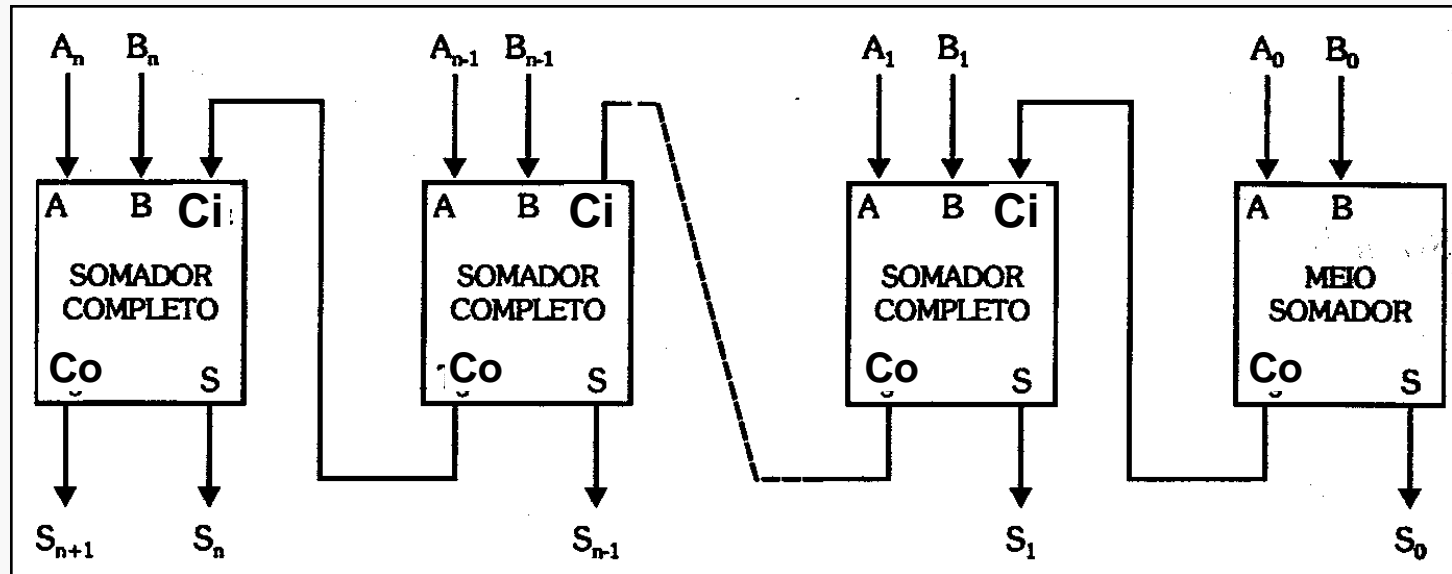 Aₙ Bₙ Aₙ₋₁ Bₙ₋₁ A₁ B₁ A₀ B₀
A B Ci A B Ci A B Ci A B
SOMADOR SOMADOR SOMADOR MEIO
COMPLETO COMPLETO COMPLETO SOMADOR
Co S Co S Co S Co S
Sₙ₊₁ Sₙ Sₙ₋₁ S₁ S₀